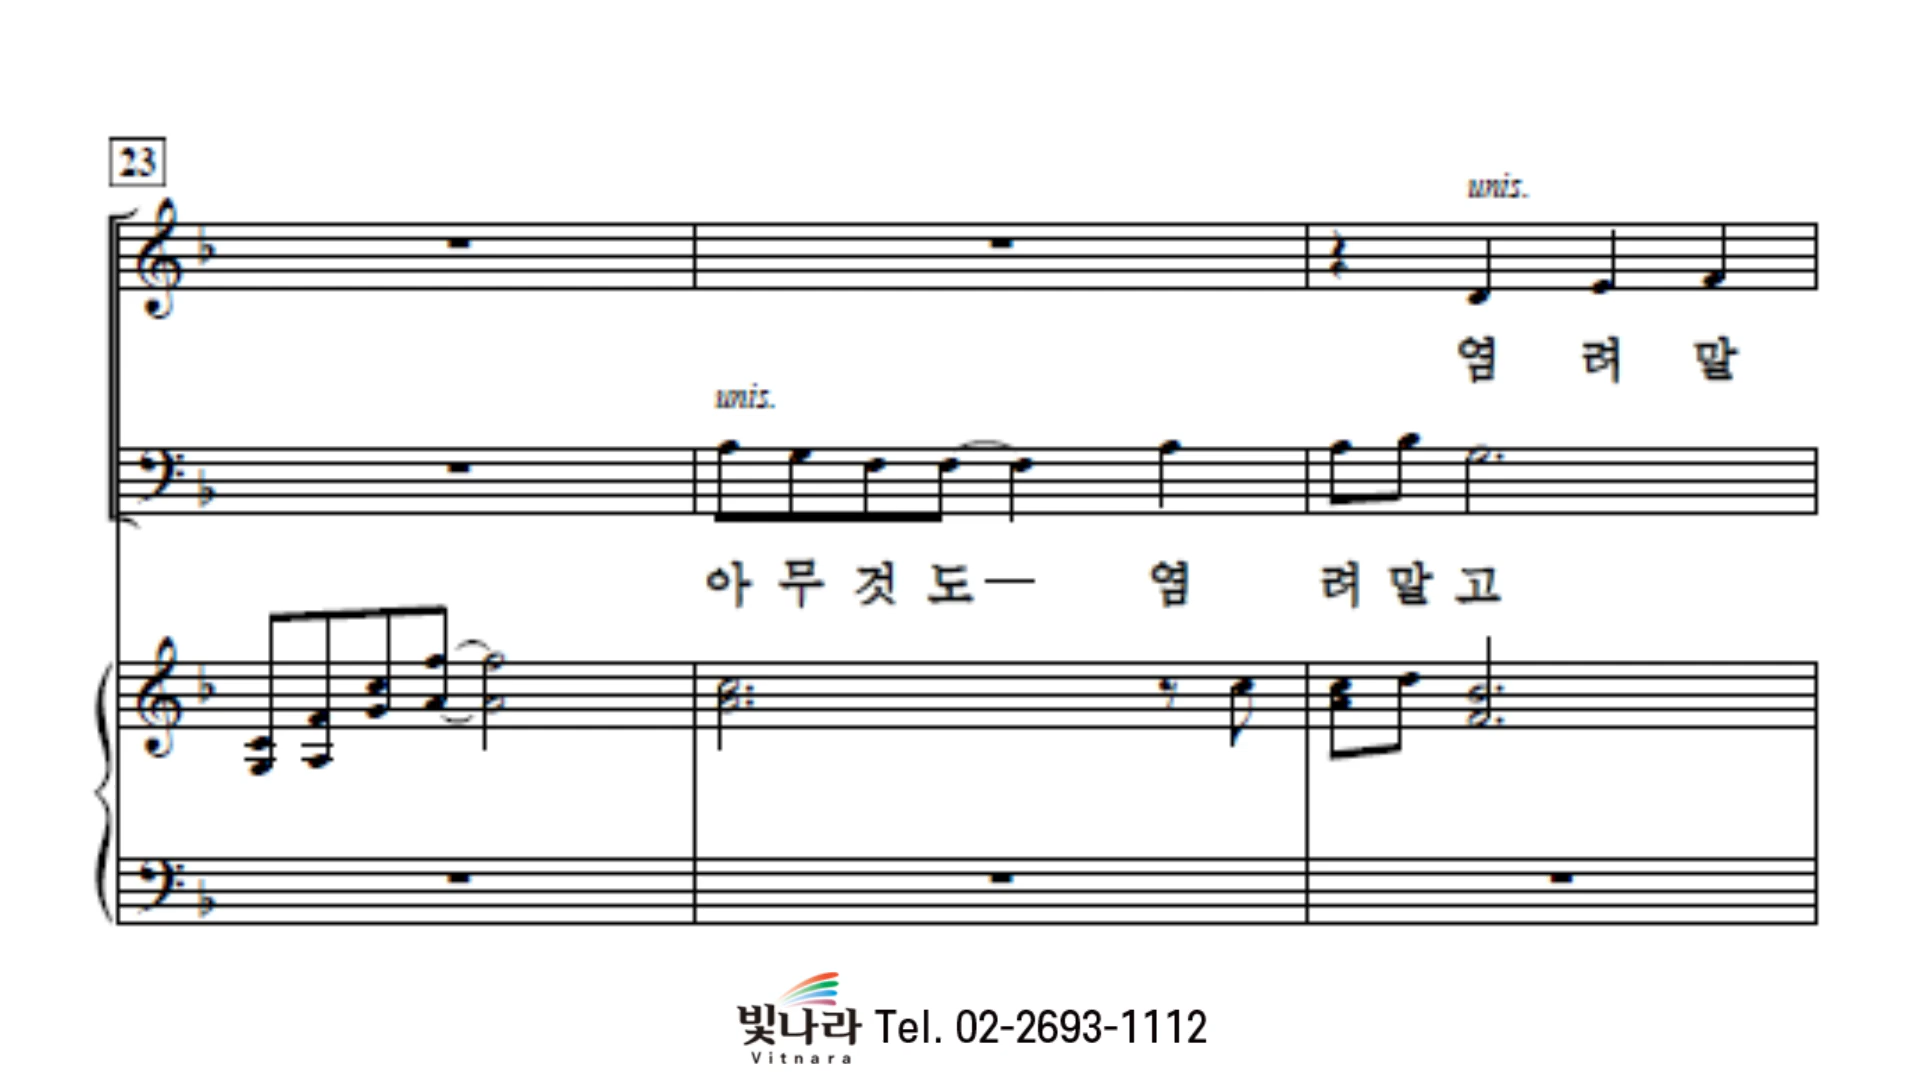 23
unis.
염 려 말
unis.
아 무 것 도— 염 려 말 고
빛나라 Tel. 02-2693-1112
Vitnara